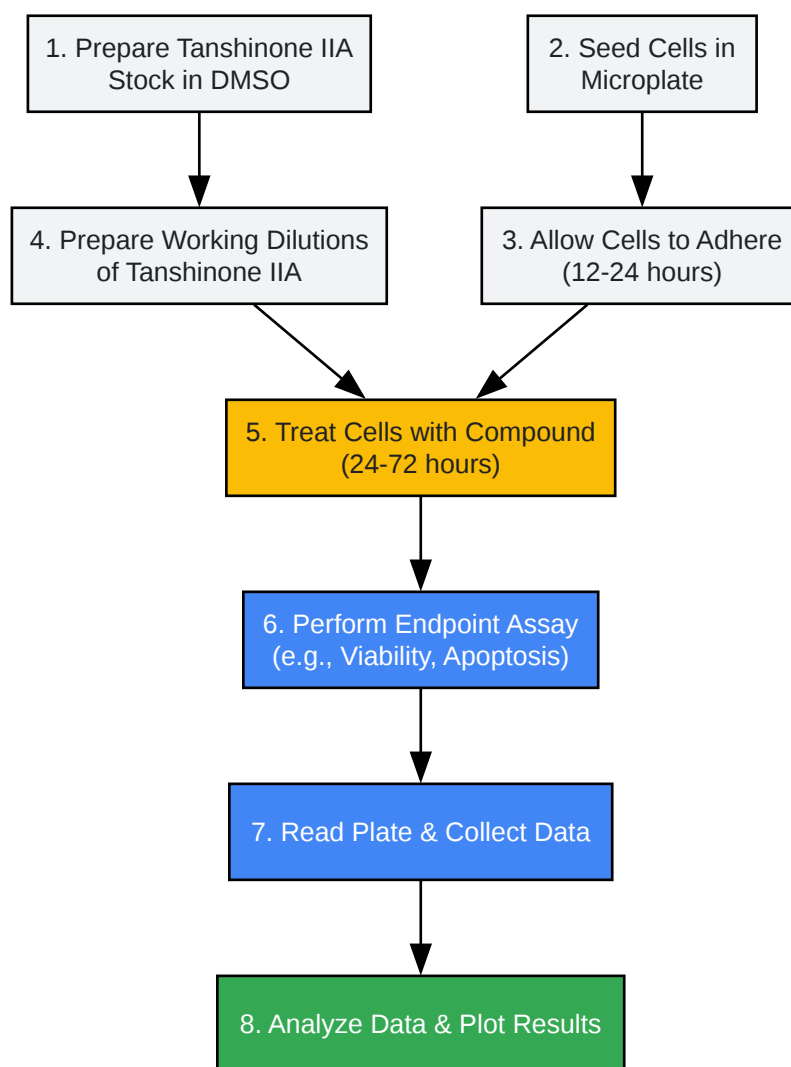 1. Prepare Tanshinone IIA
Stock in DMSO
2. Seed Cells in
Microplate
4. Prepare Working Dilutions
of Tanshinone IIA
3. Allow Cells to Adhere
(12-24 hours)
5. Treat Cells with Compound
(24-72 hours)
6. Perform Endpoint Assay
(e.g., Viability, Apoptosis)
7. Read Plate & Collect Data
8. Analyze Data & Plot Results